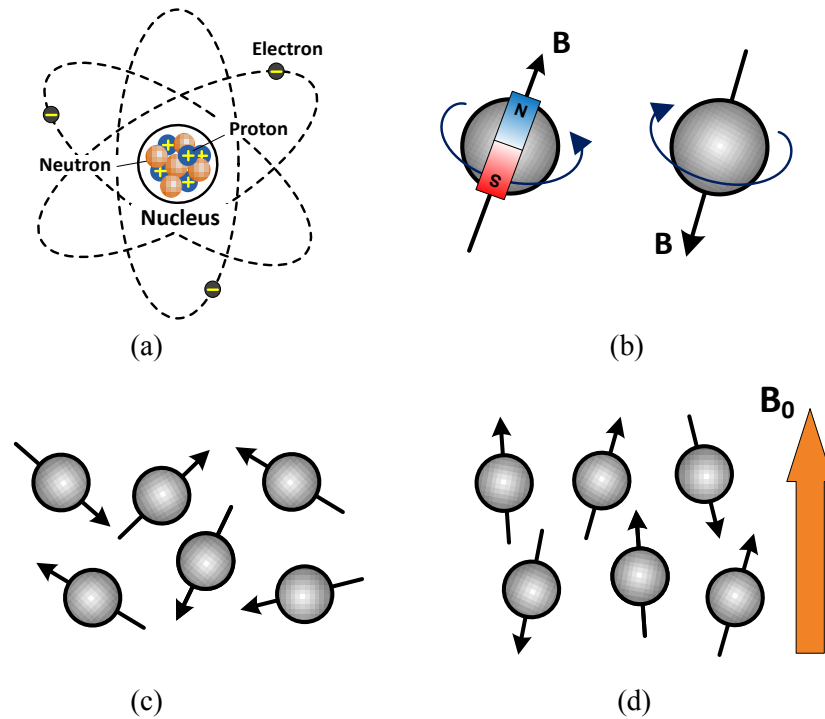 Electron
Proton
Neutron
Nucleus
+
+
+
+
+
−
−
−
(a)
B
N
S
B
(b)
(c)
B0
(d)